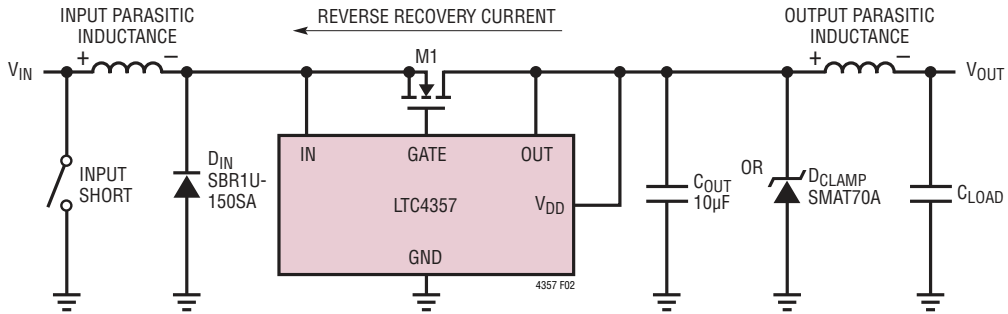 INPUT PARASITIC
INDUCTANCE
REVERSE RECOVERY CURRENT
OUTPUT PARASITIC
INDUCTANCE
+ −
M1
+ −
VIN
VOUT
INPUT
SHORT
DIN
SBR1U-
150SA
IN
GATE
OUT
LTC4357
VDD
GND
COUT
10µF
OR
DCLAMP
SMAT70A
CLOAD
4357 F02